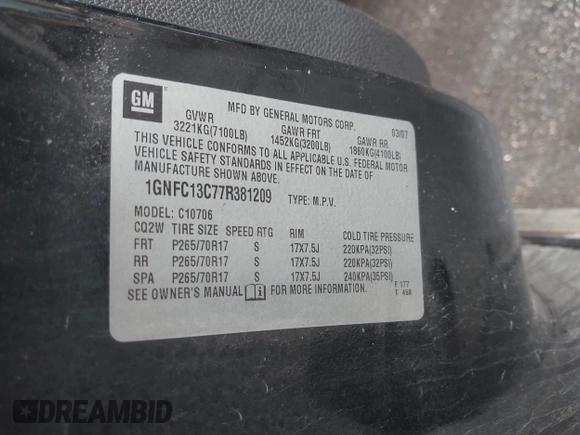 GM
MFD BY GENERAL MOTORS CORP.
03/07
GVWR GAWR FRT GAWR RR
3221KG(7100LB) 1452KG(3200LB) 1860KG(4100LB)
THIS VEHICLE CONFORMS TO ALL APPLICABLE U.S. FEDERAL MOTOR
VEHICLE SAFETY STANDARDS IN EFFECT ON THE DATE OF
MANUFACTURE SHOWN ABOVE.
1GNFC13C77R381209 TYPE: M.P.V.
MODEL: C10706
CQ2W TIRE SIZE SPEED RTG RIM COLD TIRE PRESSURE
FRT P265/70R17 S 17X7.5J 220KPA(32PSI)
RR P265/70R17 S 17X7.5J 220KPA(32PSI)
SPA P265/70R17 S 17X7.5J 240KPA(35PSI)
SEE OWNER'S MANUAL FOR MORE INFORMATION.
F 177
T 468
DREAMBID